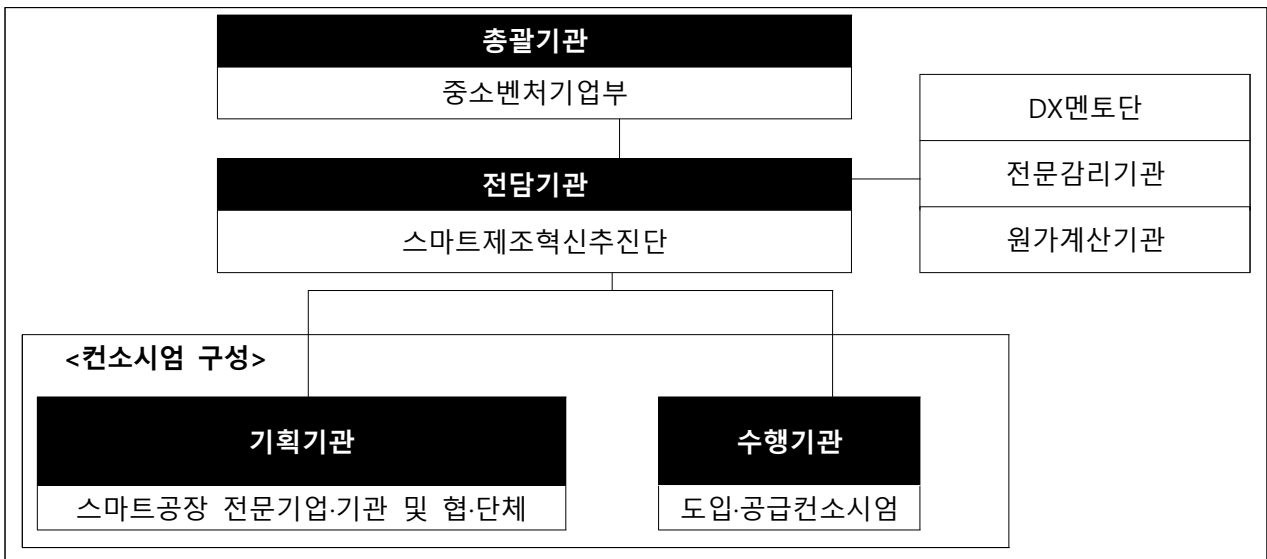 총괄기관
중소벤처기업부
DX멘토단
전담기관
전문감리기관
스마트제조혁신추진단
원가계산기관
<컨소시엄 구성>
기획기관
수행기관
스마트공장 전문기업·기관 및 협·단체
도입·공급컨소시엄